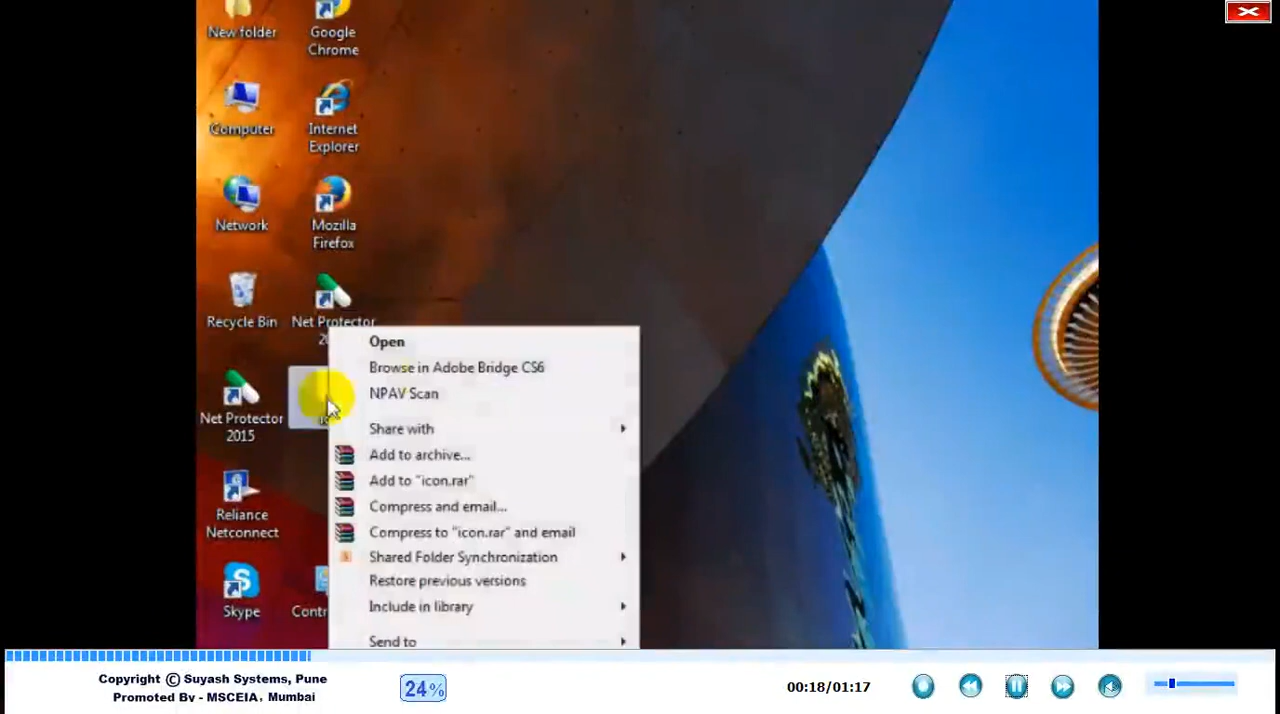 New folder
Google
Chrome
Computer
Internet
Explorer
Network
Mozilla
Firefox
Recycle Bin
Net Protector
Net Protector
2015
Reliance
Netconnect
Skype
Contr
Open
Browse in Adobe Bridge CS6
NPAV Scan
Share with
Add to archive...
Add to "icon.rar"
Compress and email...
Compress to "icon.rar" and email
Shared Folder Synchronization
Restore previous versions
Include in library
Send to
Copyright © Suyash Systems, Pune
Promoted By - MSCEIA, Mumbai
24%
00:18/01:17